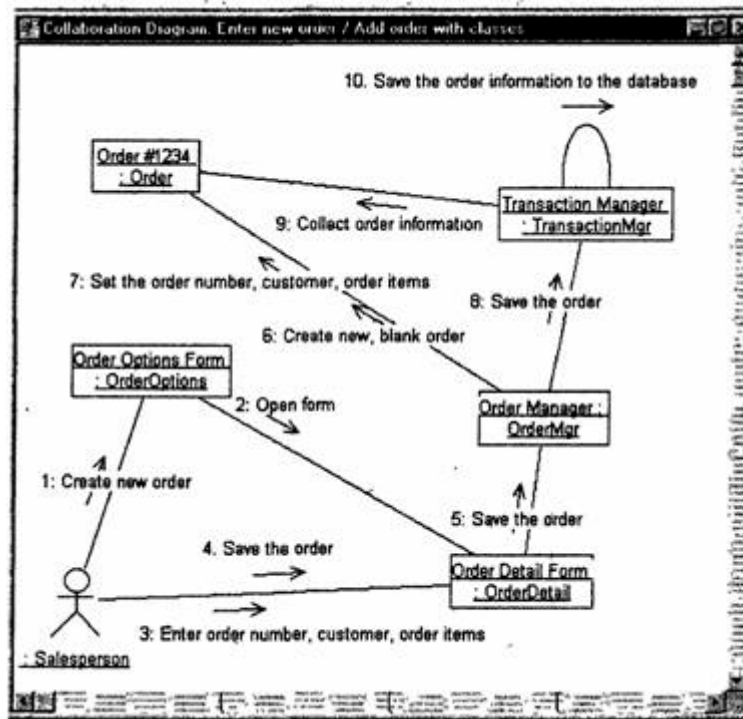 Collaboration Diagram: Enter new order / Add order with classes
10. Save the order information to the database
Order #1234
: Order
Transaction Manager
: TransactionMgr
9: Collect order information
7: Set the order number, customer, order items
8: Save the order
6: Create new, blank order
Order Options Form
: OrderOptions
2: Open form
Order Manager :
OrderMgr
1: Create new order
5: Save the order
4. Save the order
Order Detail Form
: OrderDetail
3: Enter order number, customer, order items
: Salesperson